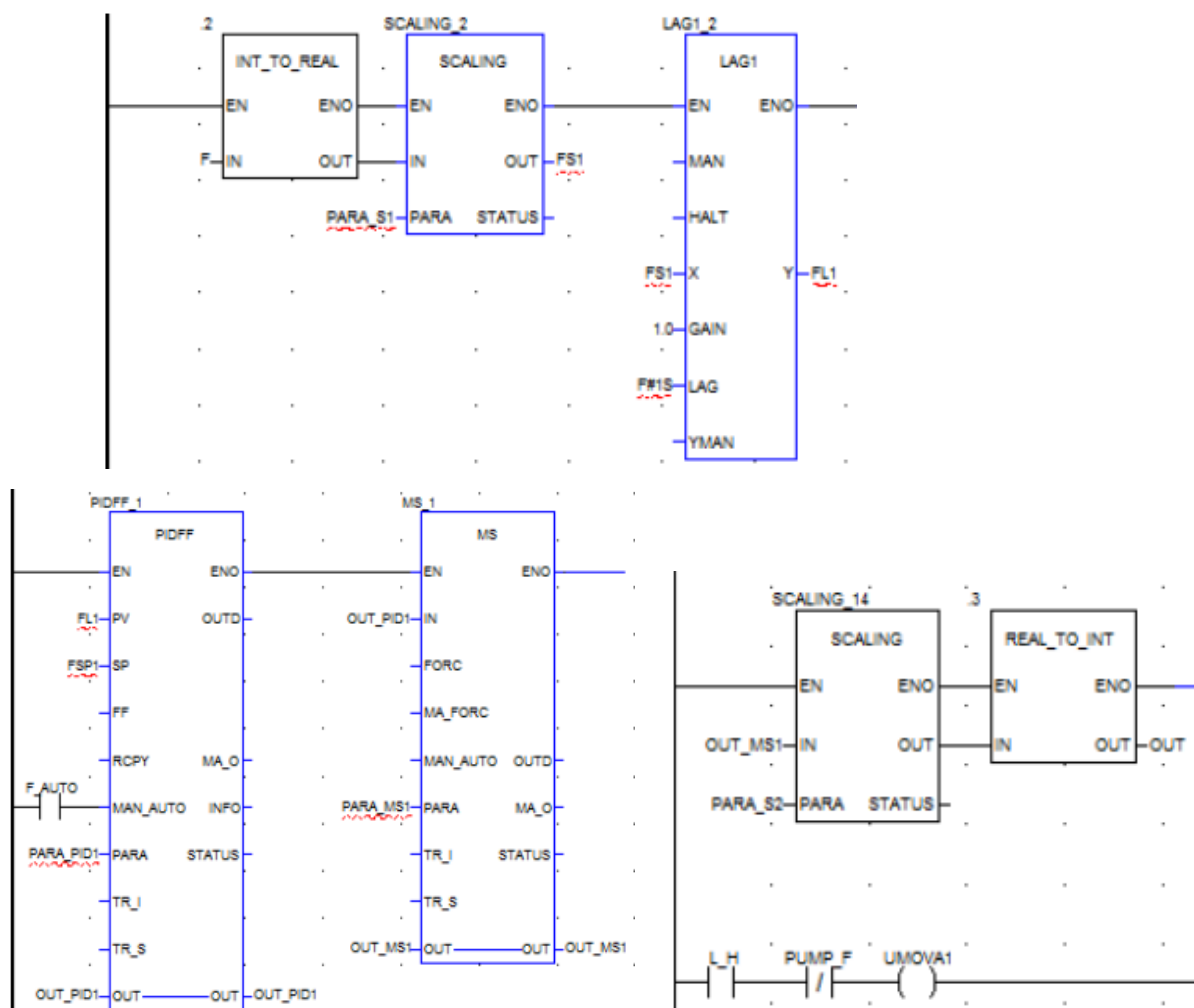 .2 SCALING_2 LAG1_2
INT_TO_REAL SCALING LAG1
EN ENO EN ENO EN ENO
F IN OUT IN OUT FS1 MAN
PARA_S1 PARA STATUS HALT
FS1 X Y FL1
1.0 GAIN
F#1S LAG
YMAN
PIDFF_1 MS_1
PIDFF MS
EN ENO EN ENO
FL1 PV OUTD OUT_PID1 IN
FSP1 SP FORC
FF MA_FORC
RCPY MA_O MAN_AUTO OUTD
F_AUTO
MAN_AUTO INFO PARA_MS1 PARA MA_O
PARA_PID1 PARA STATUS TR_I STATUS
TR_I TR_S
TR_S OUT_MS1 OUT OUT OUT_MS1
OUT_PID1 OUT OUT OUT_PID1
SCALING_14 .3
SCALING REAL_TO_INT
EN ENO EN ENO
OUT_MS1 IN OUT IN OUT OUT
PARA_S2 PARA STATUS
L_H PUMP_F UMOVA1